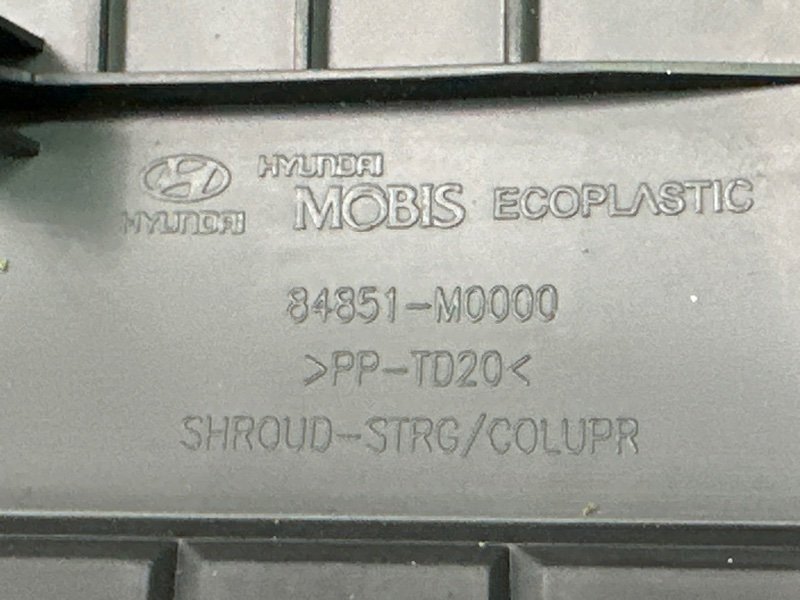 HYUNDAI
HYUNDAI
MOBIS ECOPLASTIC
84851-M0000
>PP-TD20<
SHROUD-STRG/COLUPR